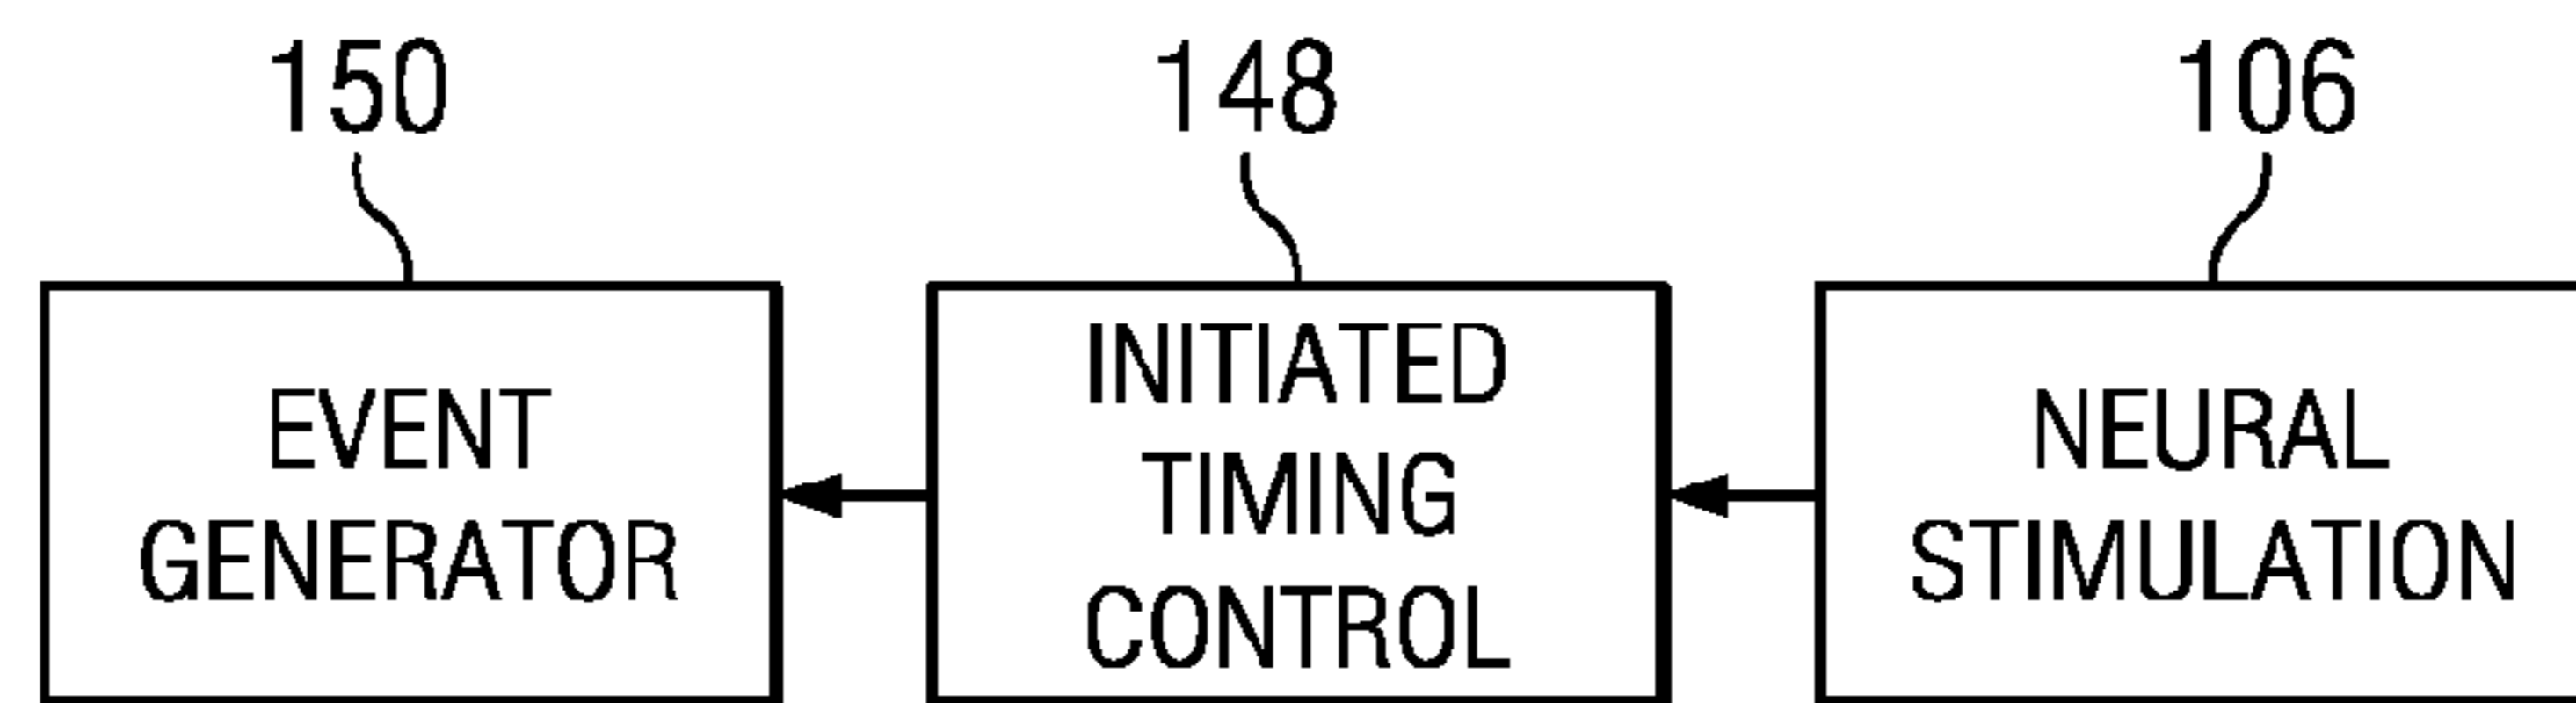 150
148
106
EVENT
GENERATOR
INITIATED
TIMING
CONTROL
NEURAL
STIMULATION